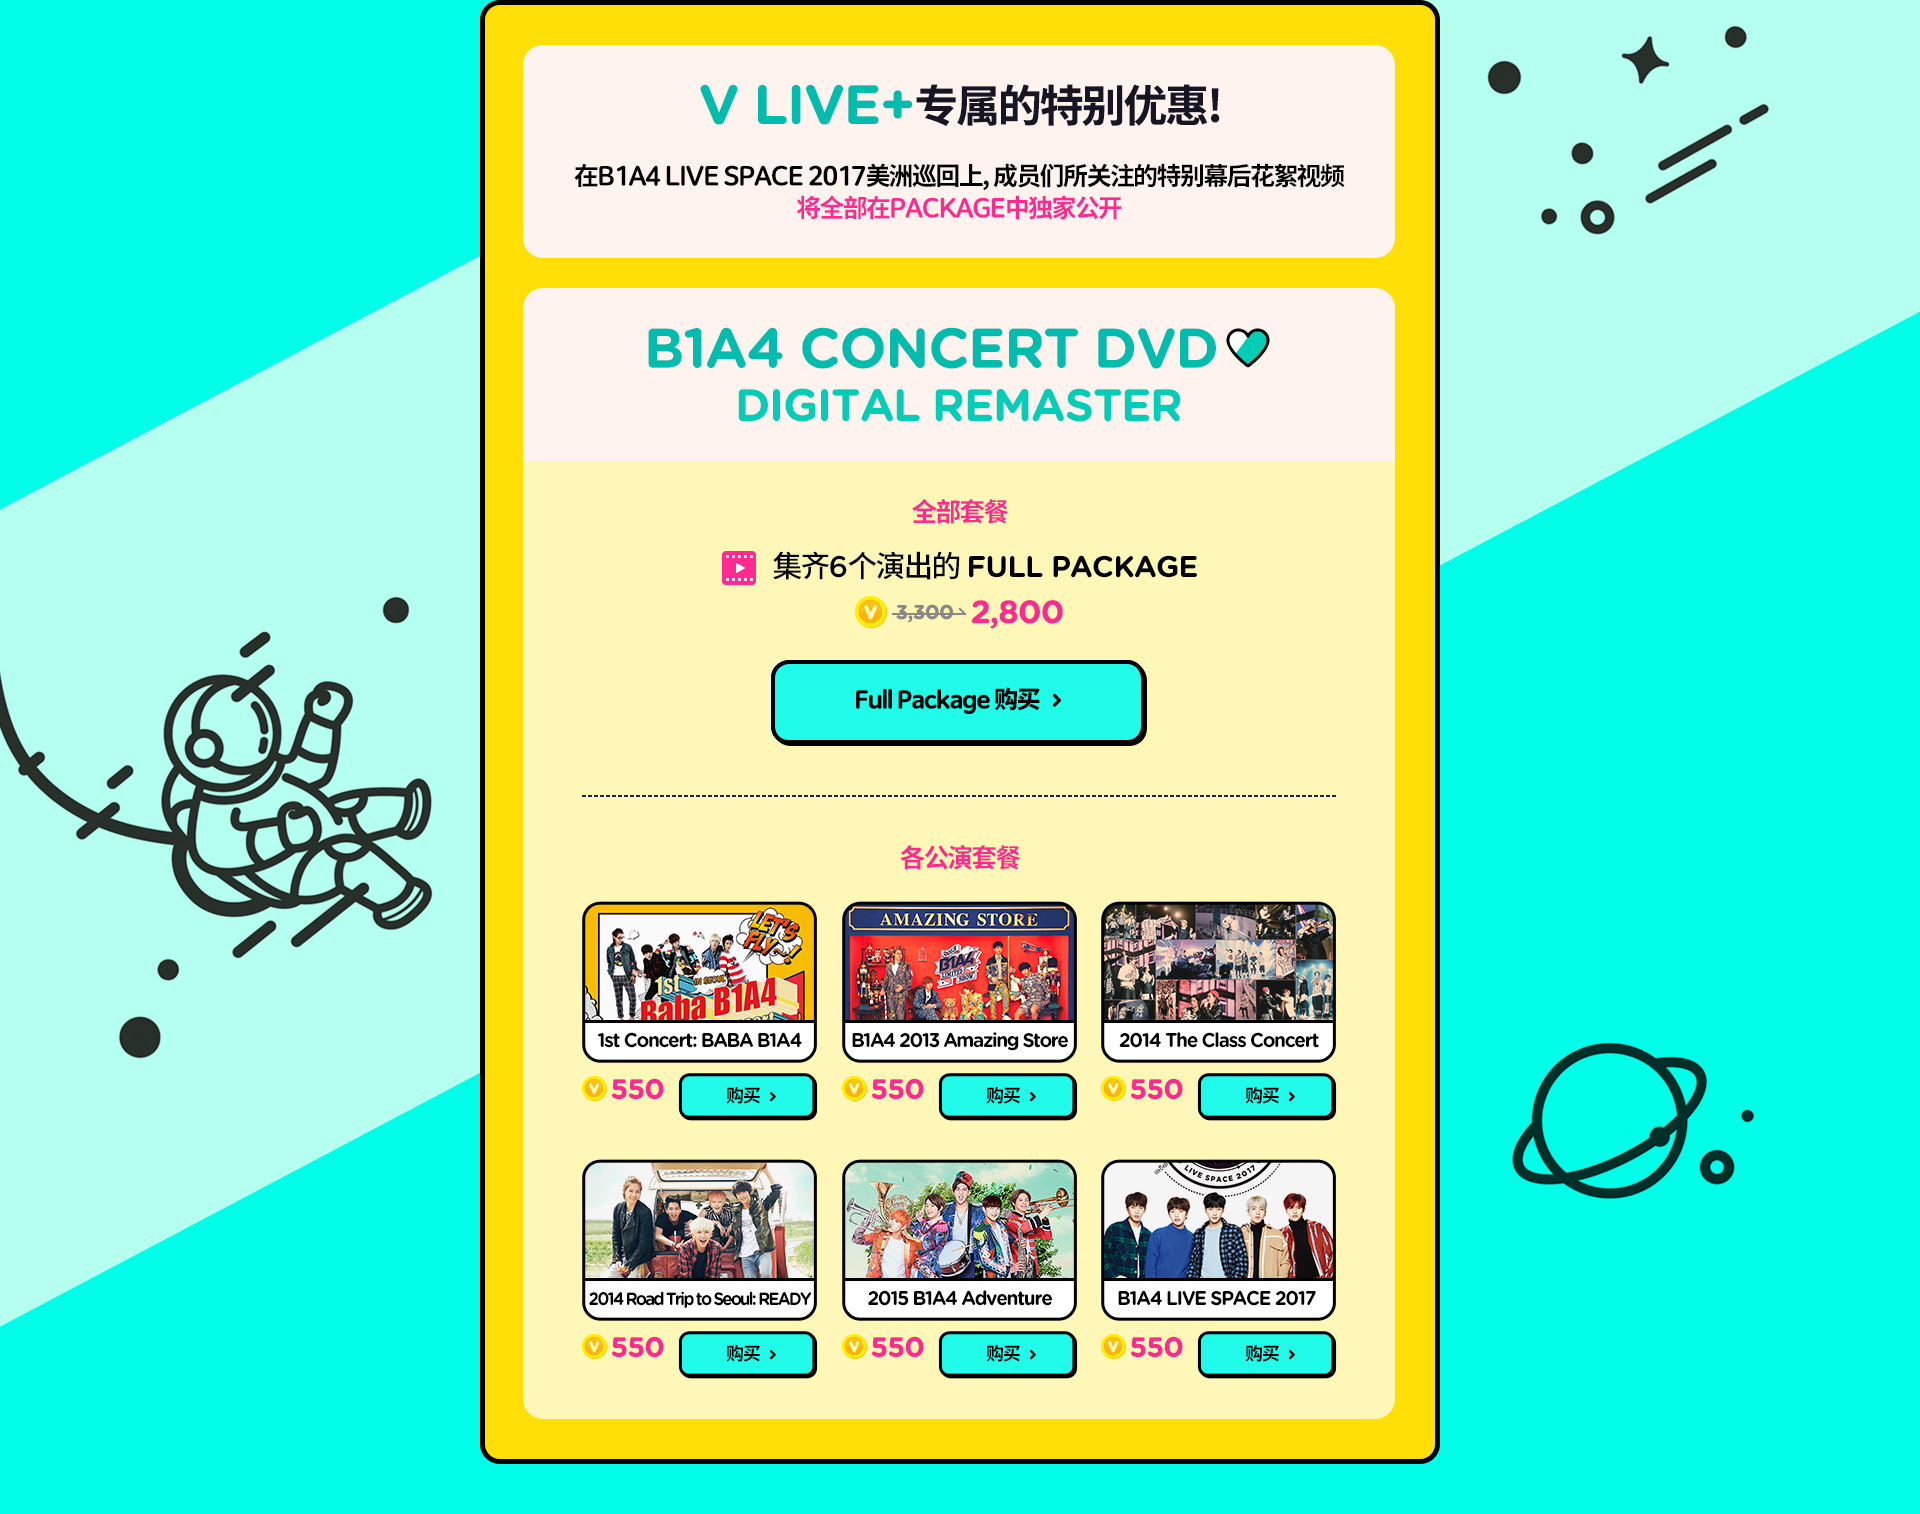 V LIVE+专属的特别优惠!
在B1A4 LIVE SPACE 2017美洲巡回上, 成员们所关注的特别幕后花絮视频
将全部在PACKAGE中独家公开
B1A4 CONCERT DVD
DIGITAL REMASTER
全部套餐
集齐6个演出的 FULL PACKAGE
V 3,300 2,800
Full Package 购买 >
各公演套餐
LET'S FLY
1st IN SEOUL
Baba B1A4
AMAZING STORE
B1A4
1st Concert: BABA B1A4
B1A4 2013 Amazing Store
2014 The Class Concert
V 550 购买 >
V 550 购买 >
V 550 购买 >
LIVE SPACE 2017
2014 Road Trip to Seoul: READY
2015 B1A4 Adventure
B1A4 LIVE SPACE 2017
V 550 购买 >
V 550 购买 >
V 550 购买 >